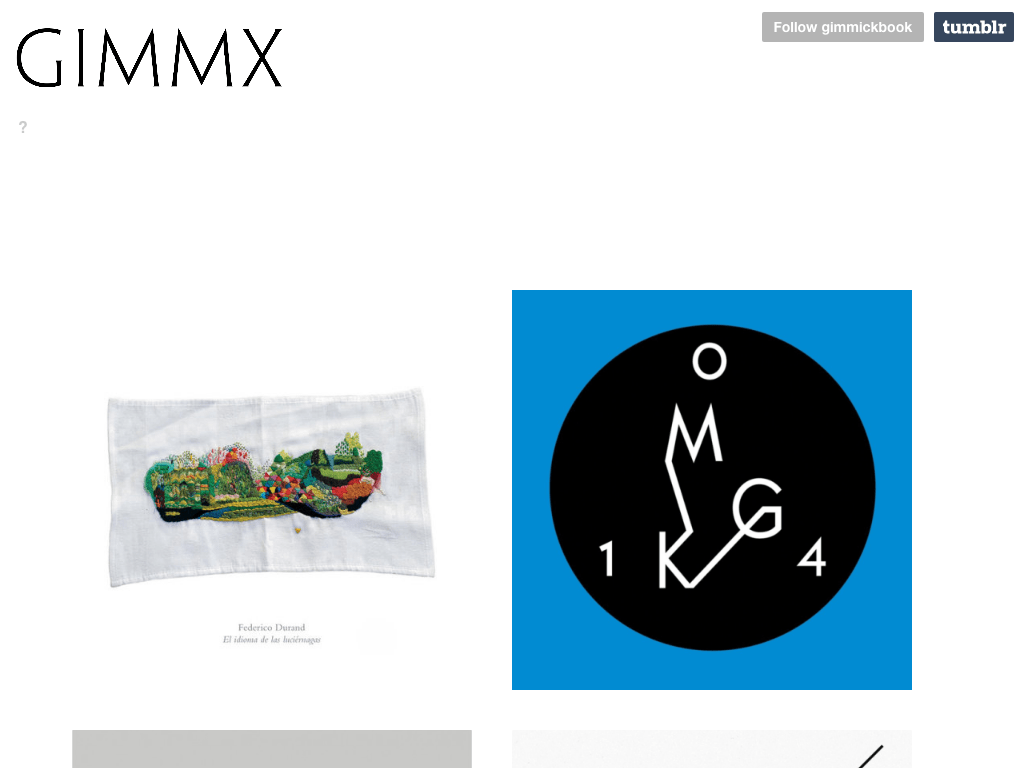 GIMMX
Follow gimmickbook
tumblr
?
Federico Durand
El idioma de las luciérnagas
O
M
G
1 K 4